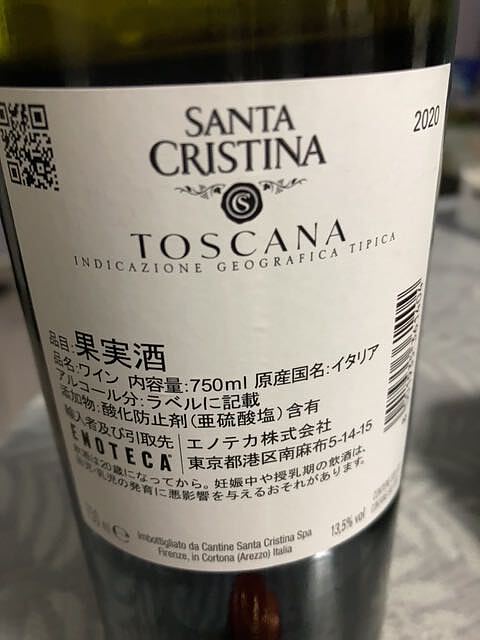 SANTA
CRISTINA
2020
CS
TOSCANA
INDICAZIONE GEOGRAFICA TIPICA
品目:果実酒
品名:ワイン 内容量:750ml 原産国名:イタリア
アルコール分:ラベルに記載
添加物:酸化防止剤(亜硫酸塩)含有
輸入者及び引取先
ENOTECA
エノテカ株式会社
東京都港区南麻布5-14-15
飲酒は20歳になってから。妊娠中や授乳期の飲酒は、
胎児・乳児の発育に悪影響を与えるおそれがあります。
750 ml e
Imbottigliato da Cantine Santa Cristina Spa
Firenze, in Cortona (Arezzo) Italia
13,5% vol